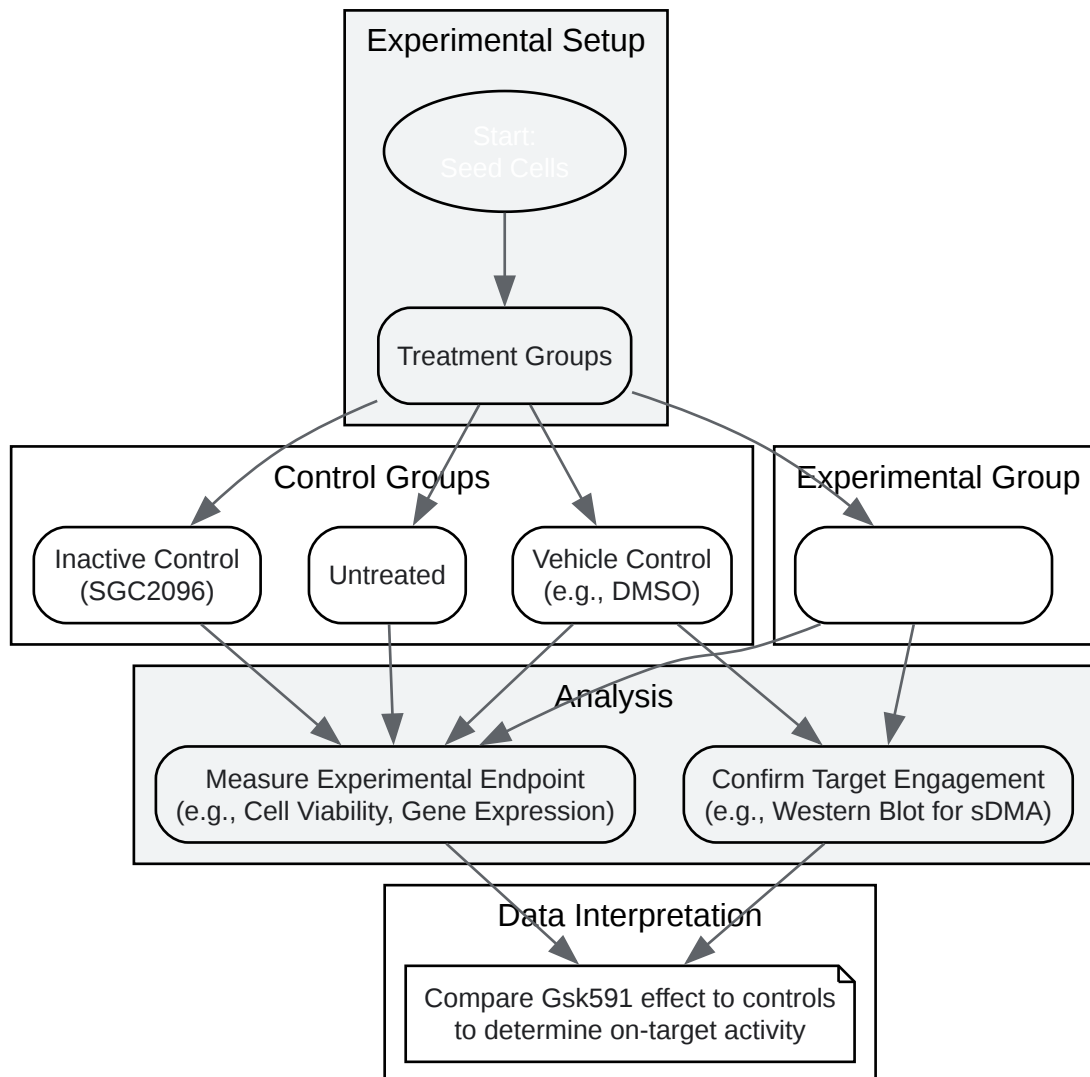 Experimental Setup
Start:
Seed Cells
Treatment Groups
Control Groups
Experimental Group
Inactive Control
(SGC2096)
Untreated
Vehicle Control
(e.g., DMSO)
Analysis
Measure Experimental Endpoint
(e.g., Cell Viability, Gene Expression)
Confirm Target Engagement
(e.g., Western Blot for sDMA)
Data Interpretation
Compare Gsk591 effect to controls
to determine on-target activity